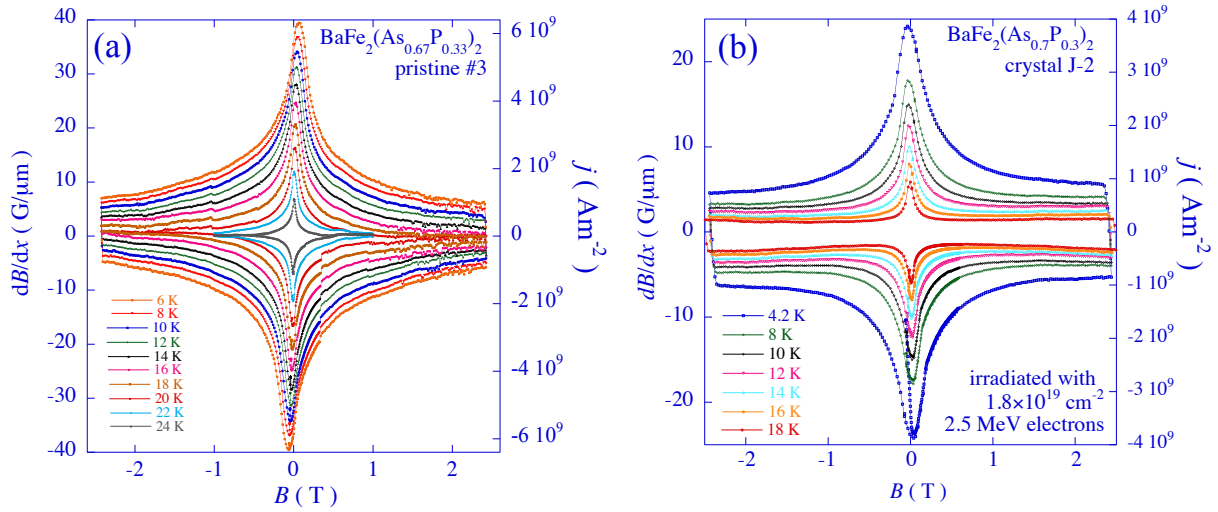 (a)
BaFe₂(As₀.₆₇P₀.₃₃)₂
pristine #3
dB/dx ( G/μm)
40
30
20
10
0
-10
-20
-30
-40
6 10⁹
4 10⁹
2 10⁹
0
-2 10⁹
-4 10⁹
-6 10⁹
j ( Am⁻²)
6 K
8 K
10 K
12 K
14 K
16 K
18 K
20 K
22 K
24 K
-2 -1 0 1 2
B ( T )
(b)
BaFe₂(As₀.₇P₀.₃)₂
crystal J-2
dB/dx ( G/μm)
20
10
0
-10
-20
4 10⁹
3 10⁹
2 10⁹
1 10⁹
0
-1 10⁹
-2 10⁹
-3 10⁹
-4 10⁹
j ( Am⁻²)
4.2 K
8 K
10 K
12 K
14 K
16 K
18 K
irradiated with
1.8×10¹⁹ cm⁻²
2.5 MeV electrons
-2 -1 0 1 2
B ( T )